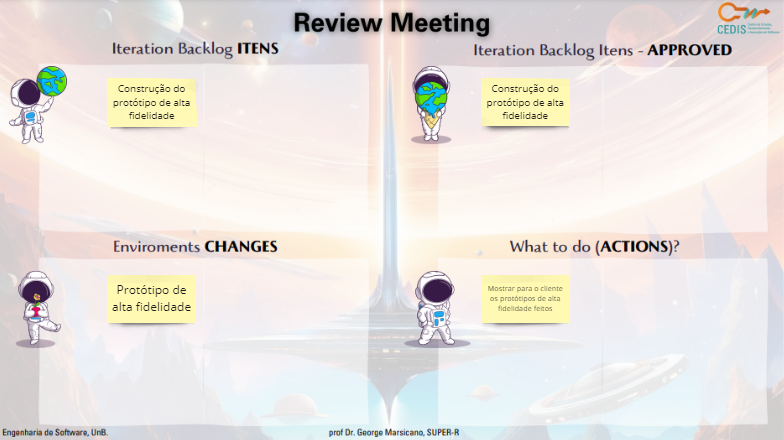 Review Meeting
CEDIS
Iteration Backlog ITENS
Iteration Backlog Itens - APPROVED
Construção do
protótipo de alta
fidelidade
Construção do
protótipo de alta
fidelidade
Enviroments CHANGES
What to do (ACTIONS)?
Protótipo de
alta fidelidade
Mostrar para o cliente
os protótipos de alta
fidelidade feitos
Engenharia de Software, UnB.
prof Dr. George Marsicano, SUPER-R